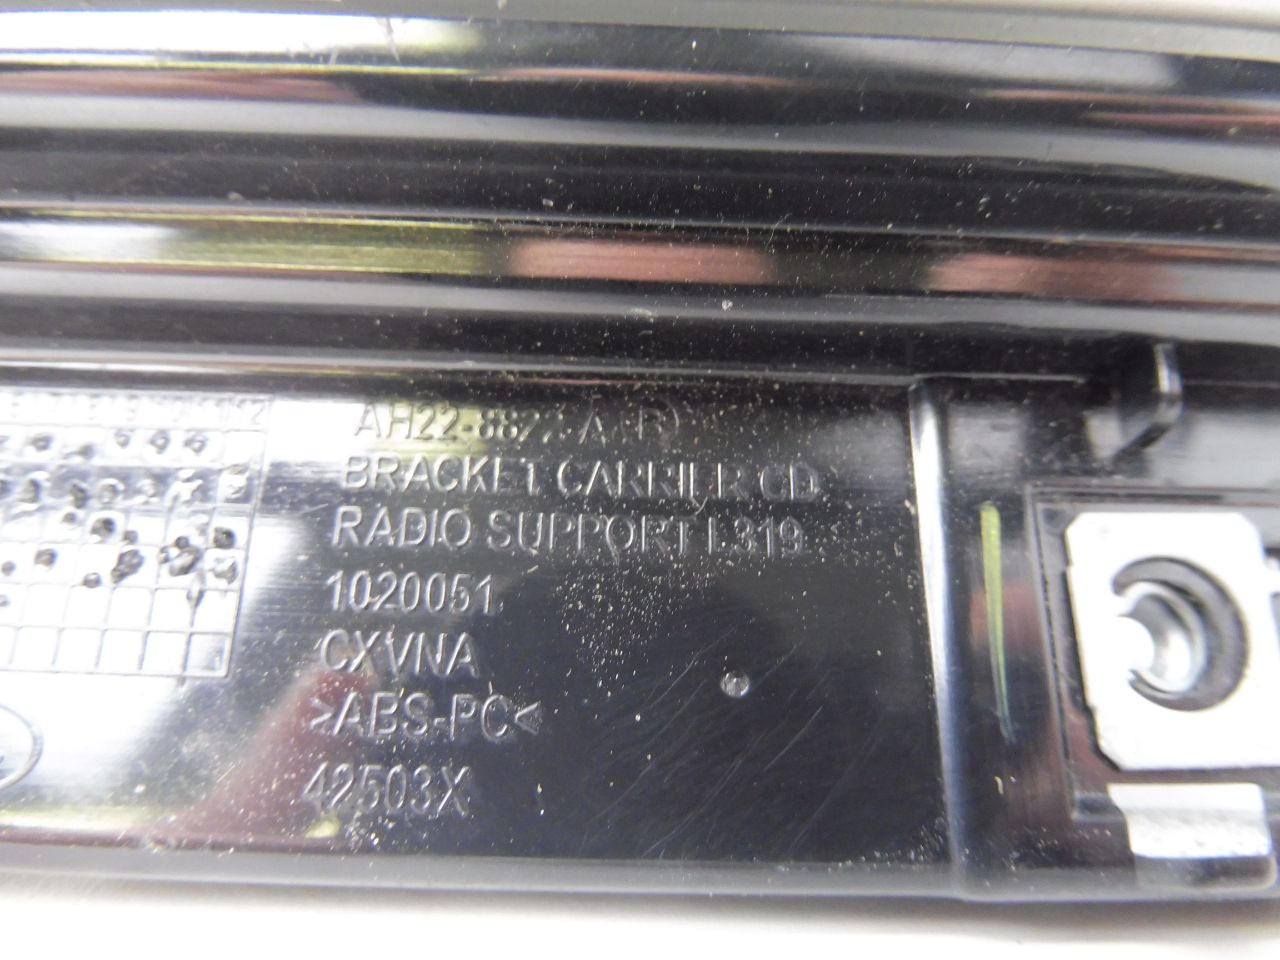 BRACKET CARRIER CD
RADIO SUPPORT L319
1020051
CXVNA
>ABS-PC<
42503X